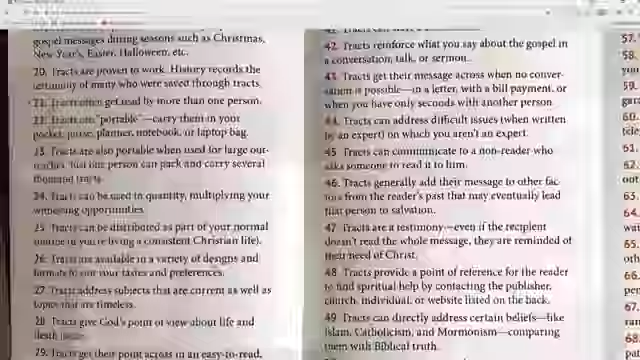 gospel messages during seasons such as Christmas,
New Year's, Easter, Halloween, etc.
20. Tracts are proven to work. History records the
testimony of many who were saved through tracts.
21. Tracts often get read by more than one person.
22. Tracts are "portable"—carry them in your
pocket, purse, planner, notebook, or laptop bag.
23. Tracts are also portable when used for large out-
reaches. Just one person can pack and carry several
thousand tracts.
24. Tracts can be used in quantity, multiplying your
witnessing opportunities.
25. Tracts can be distributed as part of your normal
routine (if you're living a consistent Christian life).
26. Tracts are available in a variety of designs and
formats to suit your tastes and preferences.
27. Tracts address subjects that are current as well as
topics that are timeless.
28. Tracts give God's point of view about life and
death issues.
29. Tracts get their point across in an easy-to-read,
42. Tracts reinforce what you say about the gospel in
a conversation, talk, or sermon.
43. Tracts get their message across when no conver-
sation is possible—in a letter, with a bill payment, or
when you have only seconds with another person.
44. Tracts can address difficult issues (when written
by an expert) on which you aren't an expert.
45. Tracts can communicate to a non-reader who
asks someone to read it to him.
46. Tracts generally add their message to other fac-
tors from the reader's past that may eventually lead
that person to salvation.
47. Tracts are a testimony—even if the recipient
doesn't read the whole message, they are reminded of
their need of Christ.
48. Tracts provide a point of reference for the reader
to find spiritual help by contacting the publisher,
church, individual, or website listed on the back.
49. Tracts can directly address certain beliefs—like
Islam, Catholicism, and Mormonism—comparing
them with Biblical truth.
57.
58.
you
59.
60.
61.
62.
out
63.
64.
65.
66.
67.
68.